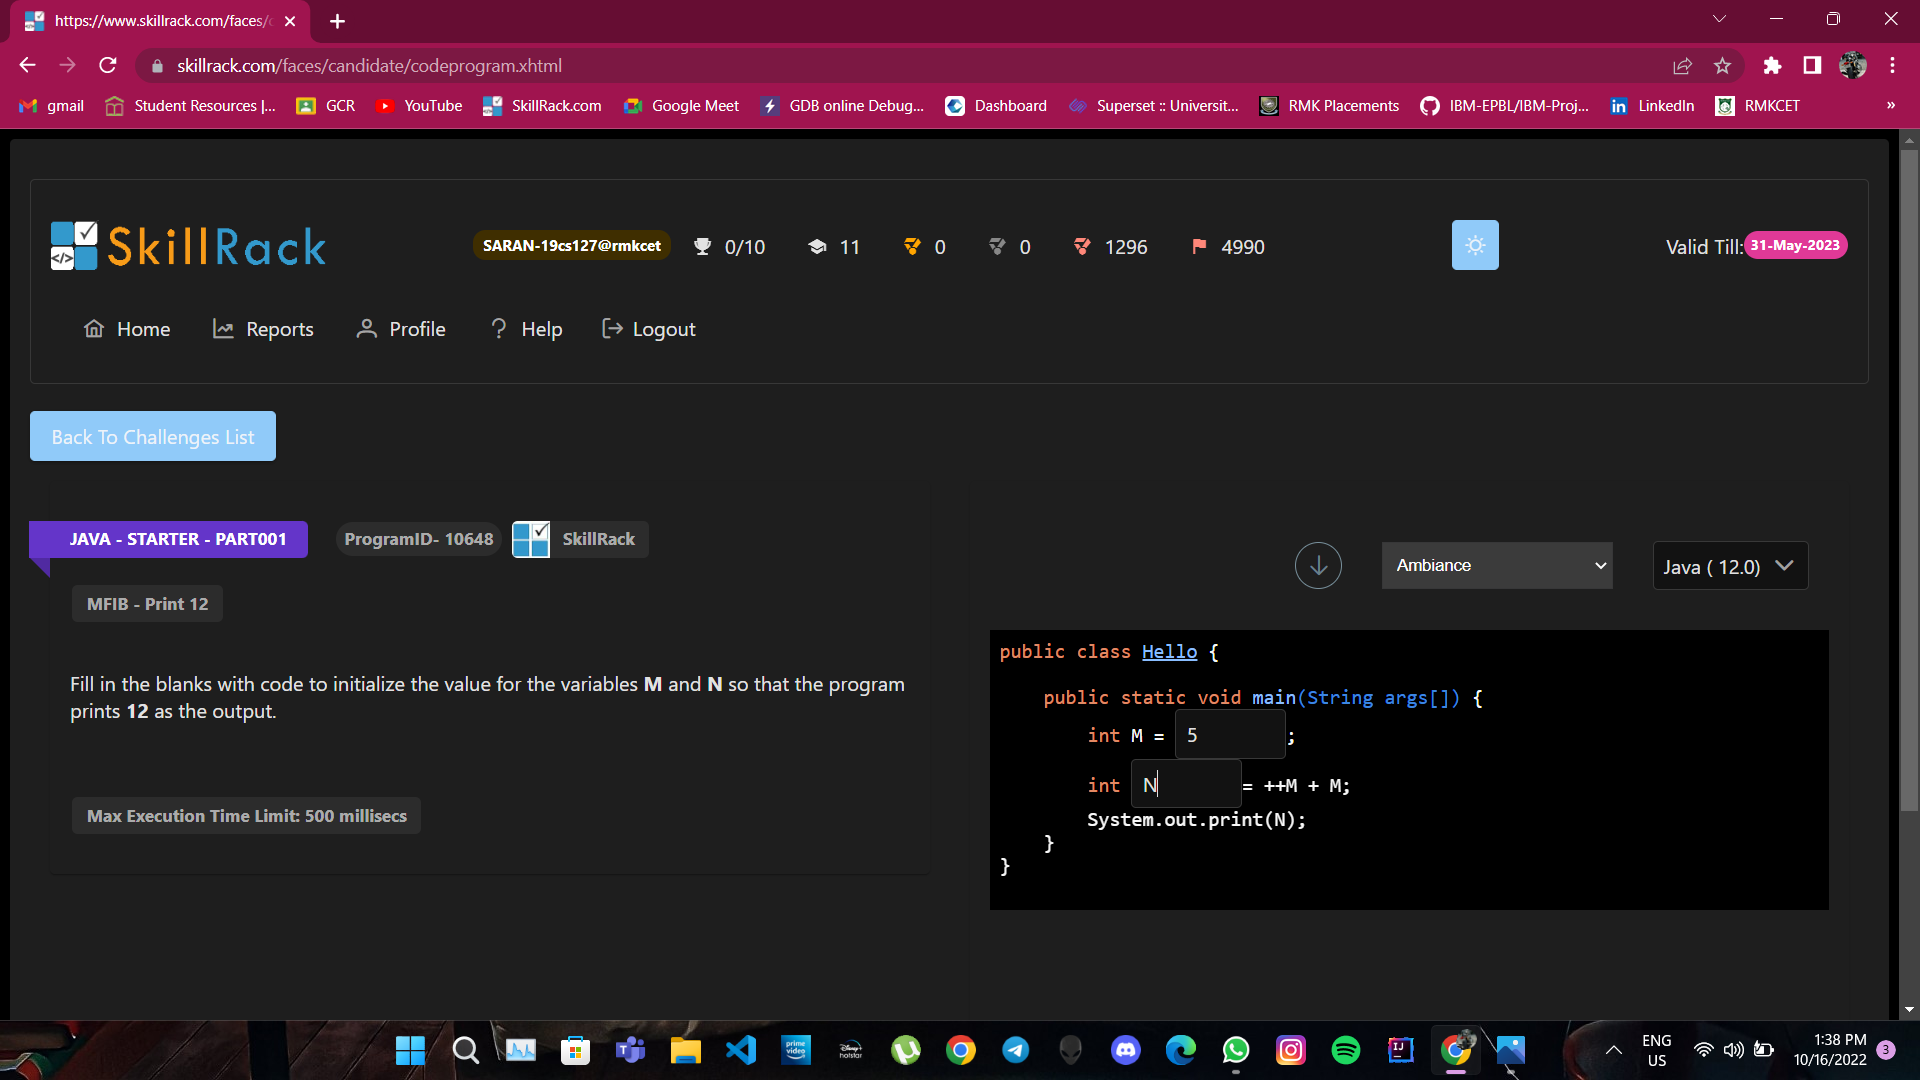 https://www.skillrack.com/faces/c
skillrack.com/faces/candidate/codeprogram.xhtml
gmail Student Resources |... GCR YouTube SkillRack.com Google Meet GDB online Debug... Dashboard Superset :: Universit... RMK Placements IBM-EPBL/IBM-Proj... LinkedIn RMKCET »
SkillRack SARAN-19cs127@rmkcet 0/10 11 0 0 1296 4990 Valid Till: 31-May-2023
Home Reports Profile Help Logout
Back To Challenges List
JAVA - STARTER - PART001 ProgramID- 10648 SkillRack
Ambiance Java ( 12.0)
MFIB - Print 12
Fill in the blanks with code to initialize the value for the variables M and N so that the program
prints 12 as the output.
Max Execution Time Limit: 500 millisecs
public class Hello {
public static void main(String args[]) {
int M = 5 ;
int N = ++M + M;
System.out.print(N);
}
}
prime video
Disney+ hotstar
ENG
US
1:38 PM
10/16/2022
3